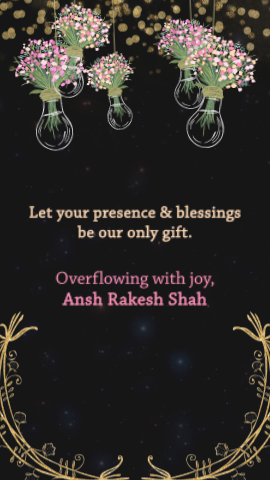 Let your presence & blessings
be our only gift.
Overflowing with joy,
Ansh Rakesh Shah